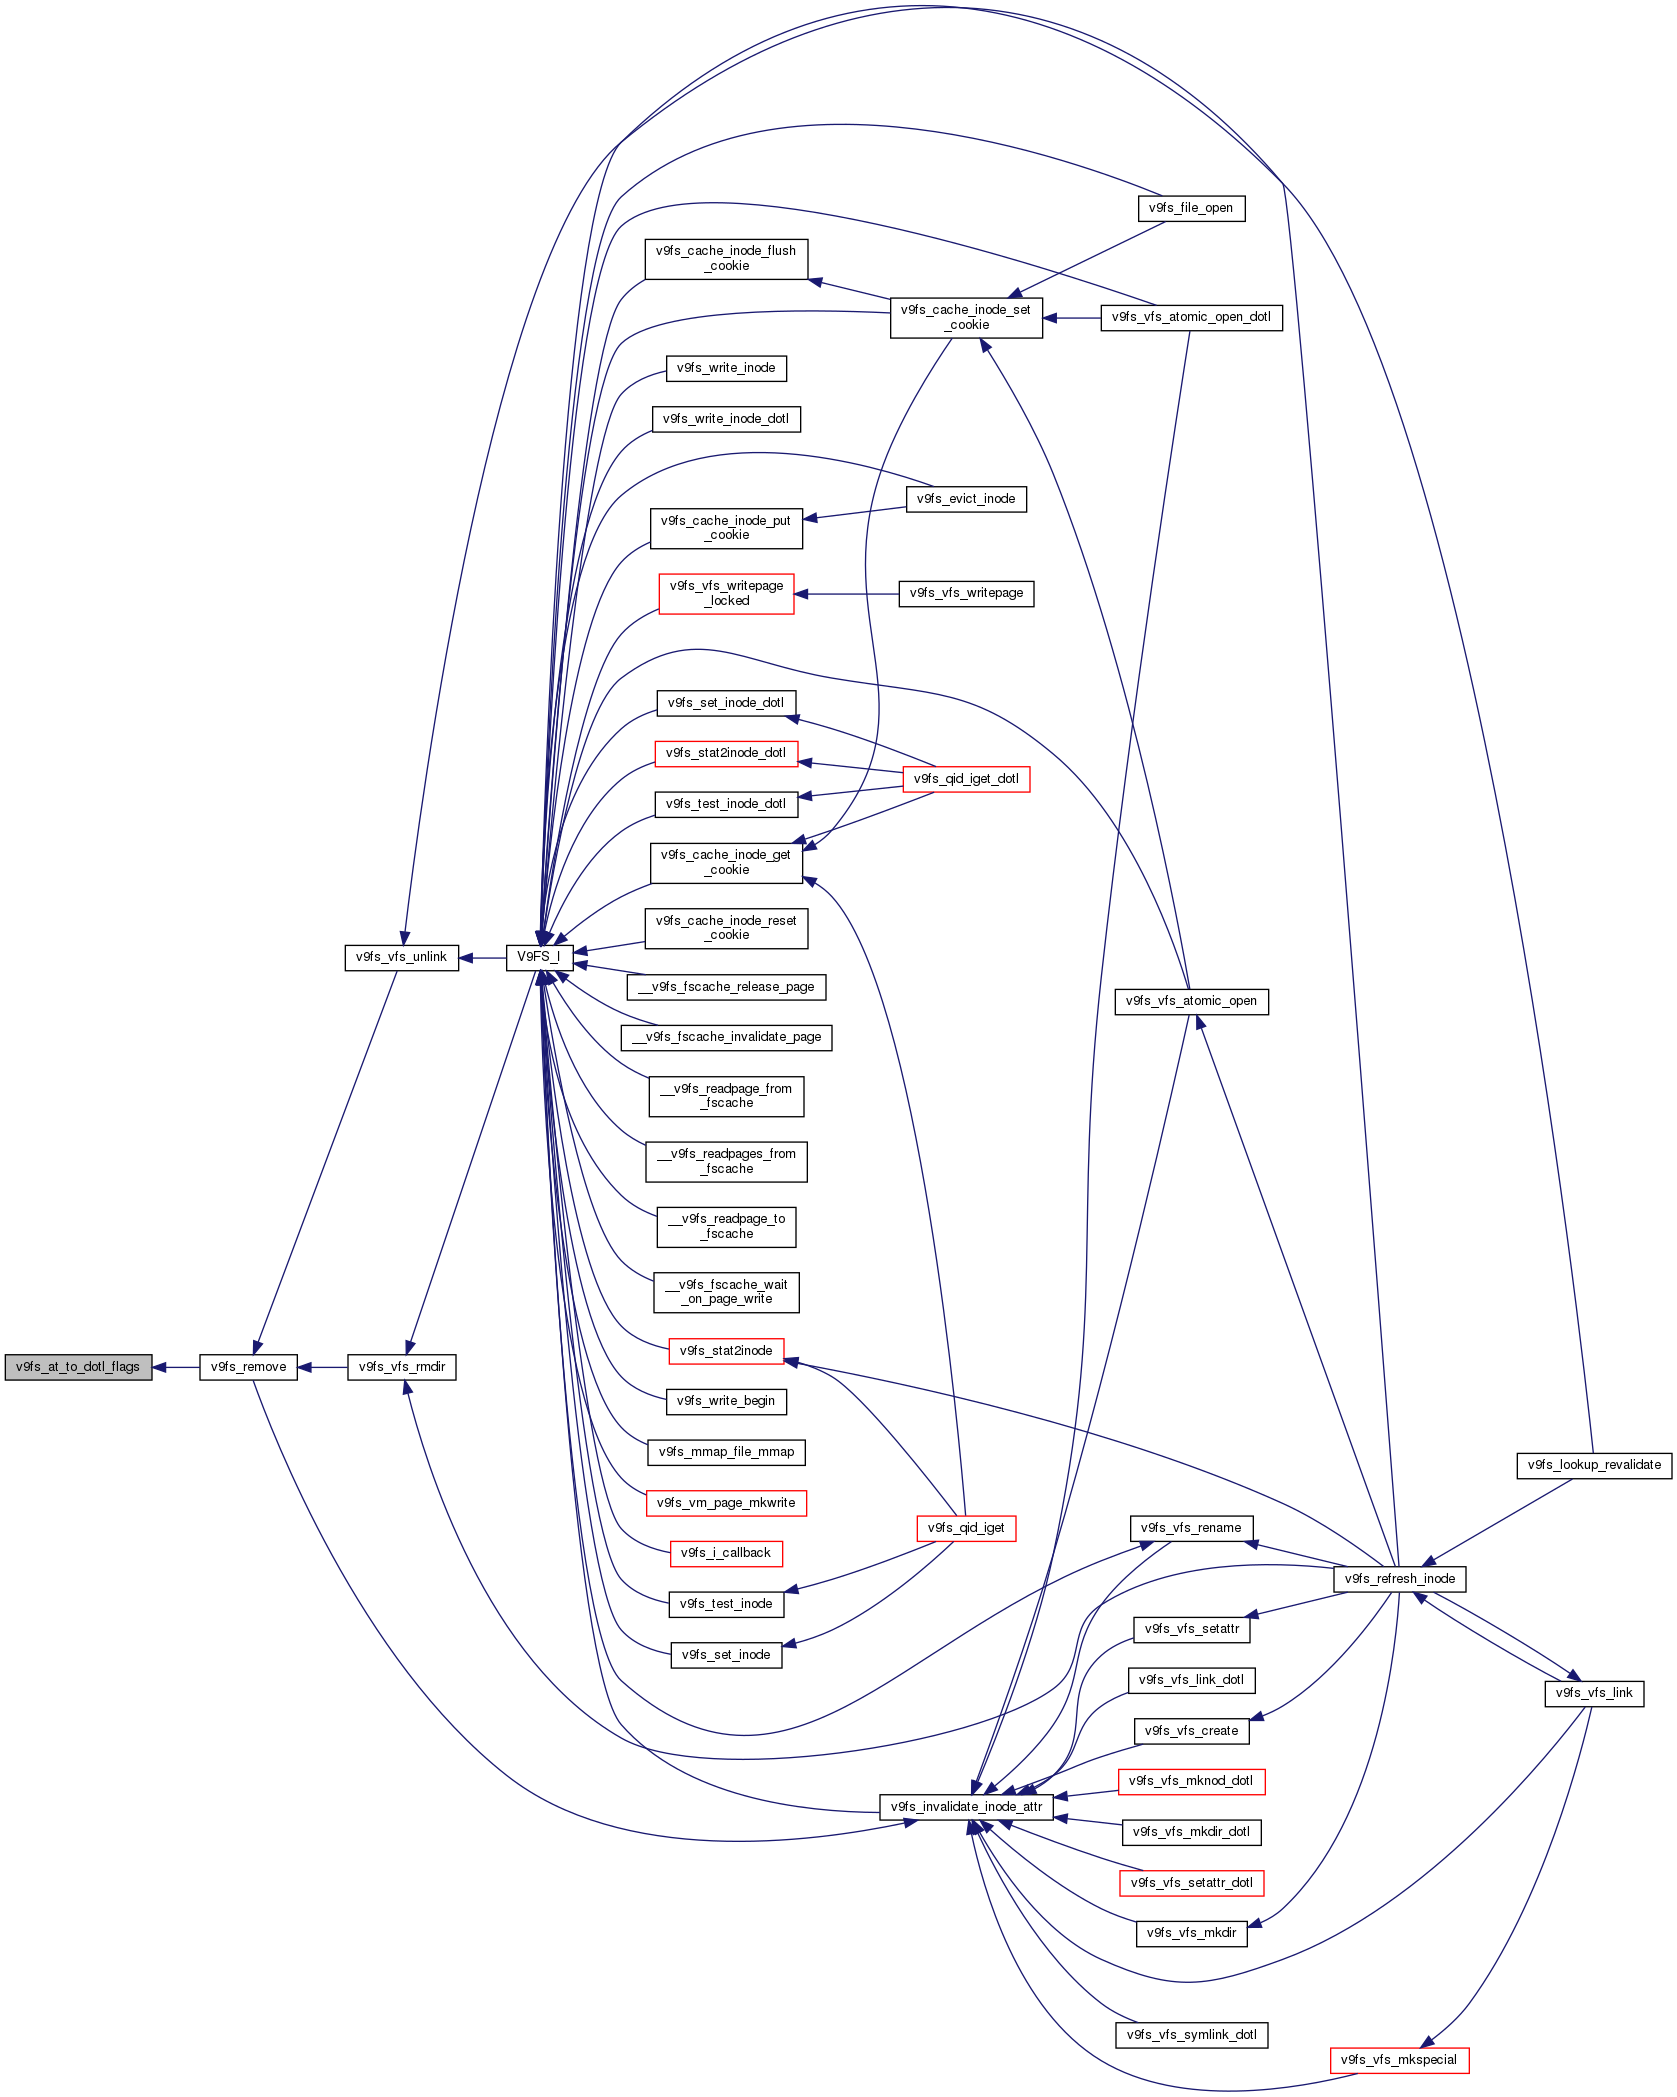 v9fs_file_open
v9fs_cache_inode_flush
_cookie
v9fs_cache_inode_set
_cookie
v9fs_vfs_atomic_open_dotl
v9fs_write_inode
v9fs_write_inode_dotl
v9fs_evict_inode
v9fs_cache_inode_put
_cookie
v9fs_vfs_writepage
_locked
v9fs_vfs_writepage
v9fs_set_inode_dotl
v9fs_stat2inode_dotl
v9fs_qid_iget_dotl
v9fs_test_inode_dotl
v9fs_cache_inode_get
_cookie
v9fs_cache_inode_reset
_cookie
v9fs_vfs_unlink
V9FS_I
__v9fs_fscache_release_page
v9fs_vfs_atomic_open
__v9fs_fscache_invalidate_page
__v9fs_readpage_from
_fscache
__v9fs_readpages_from
_fscache
__v9fs_readpage_to
_fscache
__v9fs_fscache_wait
_on_page_write
v9fs_at_to_dotl_flags
v9fs_remove
v9fs_vfs_rmdir
v9fs_stat2inode
v9fs_write_begin
v9fs_mmap_file_mmap
v9fs_lookup_revalidate
v9fs_vm_page_mkwrite
v9fs_qid_iget
v9fs_vfs_rename
v9fs_i_callback
v9fs_refresh_inode
v9fs_test_inode
v9fs_vfs_setattr
v9fs_set_inode
v9fs_vfs_link_dotl
v9fs_vfs_link
v9fs_vfs_create
v9fs_vfs_mknod_dotl
v9fs_invalidate_inode_attr
v9fs_vfs_mkdir_dotl
v9fs_vfs_setattr_dotl
v9fs_vfs_mkdir
v9fs_vfs_symlink_dotl
v9fs_vfs_mkspecial